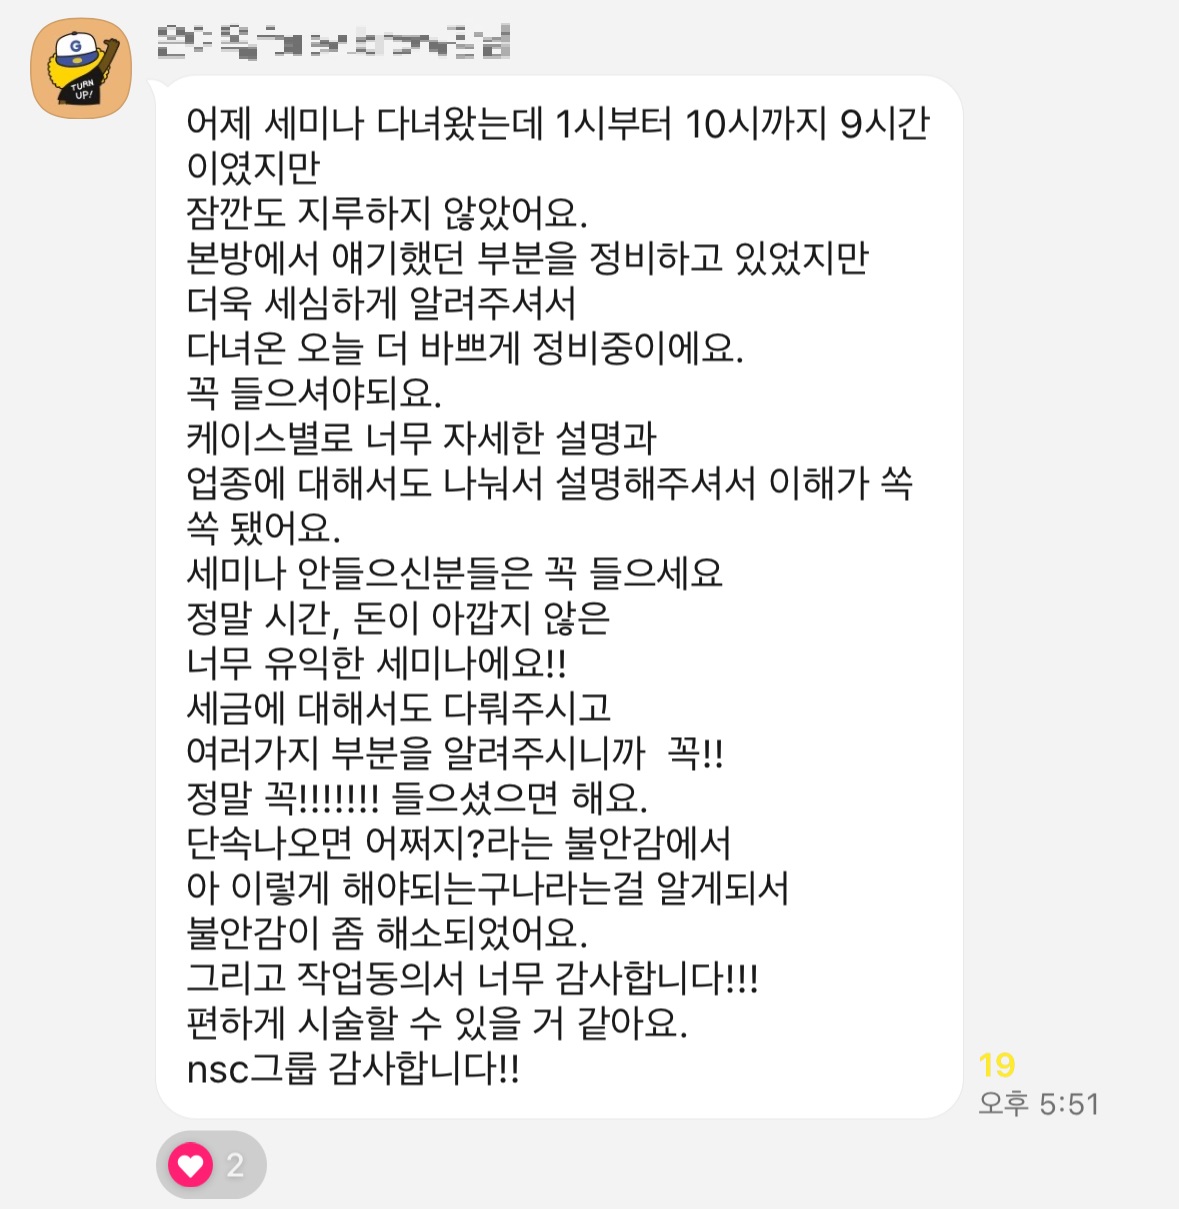 G
TURN
UP!
어제 세미나 다녀왔는데 1시부터 10시까지 9시간
이였지만
잠깐도 지루하지 않았어요.
본방에서 얘기했던 부분을 정비하고 있었지만
더욱 세심하게 알려주셔서
다녀온 오늘 더 바쁘게 정비중이에요.
꼭 들으셔야되요.
케이스별로 너무 자세한 설명과
업종에 대해서도 나눠서 설명해주셔서 이해가 쏙
쏙 됐어요.
세미나 안들으신분들은 꼭 들으세요
정말 시간, 돈이 아깝지 않은
너무 유익한 세미나에요!!
세금에 대해서도 다뤄주시고
여러가지 부분을 알려주시니까  꼭!!
정말 꼭!!!!!!! 들으셨으면 해요.
단속나오면 어쩌지?라는 불안감에서
아 이렇게 해야되는구나라는걸 알게되서
불안감이 좀 해소되었어요.
그리고 작업동의서 너무 감사합니다!!!
편하게 시술할 수 있을 거 같아요.
nsc그룹 감사합니다!!
19
오후 5:51
2